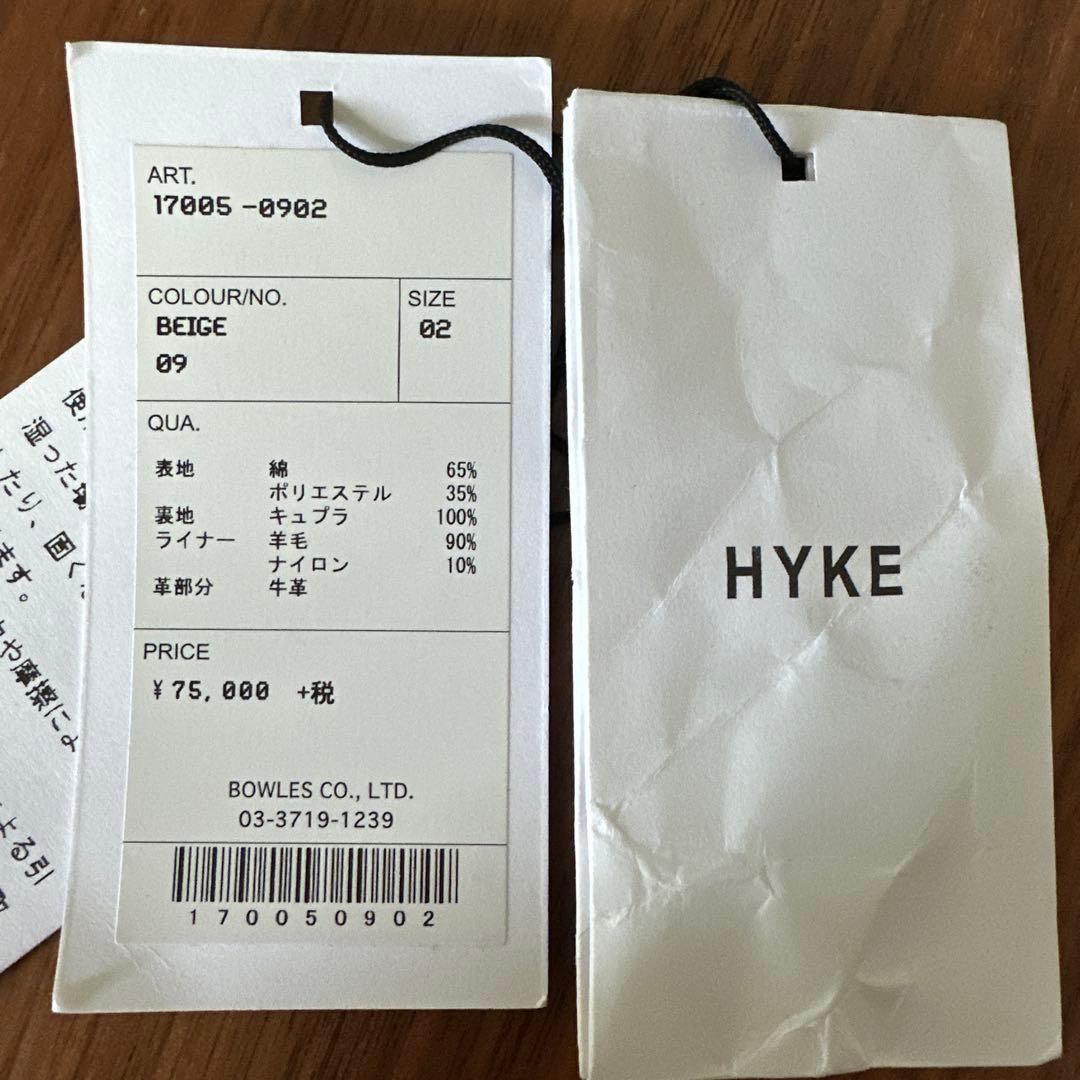 ART.
17005-0902
COLOUR/NO.
BEIGE
09
SIZE
02
QUA.
表地 綿 65%
ポリエステル 35%
裏地 キュプラ 100%
ライナー 羊毛 90%
ナイロン 10%
革部分 牛革
PRICE
¥75,000 +税
BOWLES CO., LTD.
03-3719-1239
170050902
HYKE
湿った
たり、固く
ます。
や摩擦によ
よる引